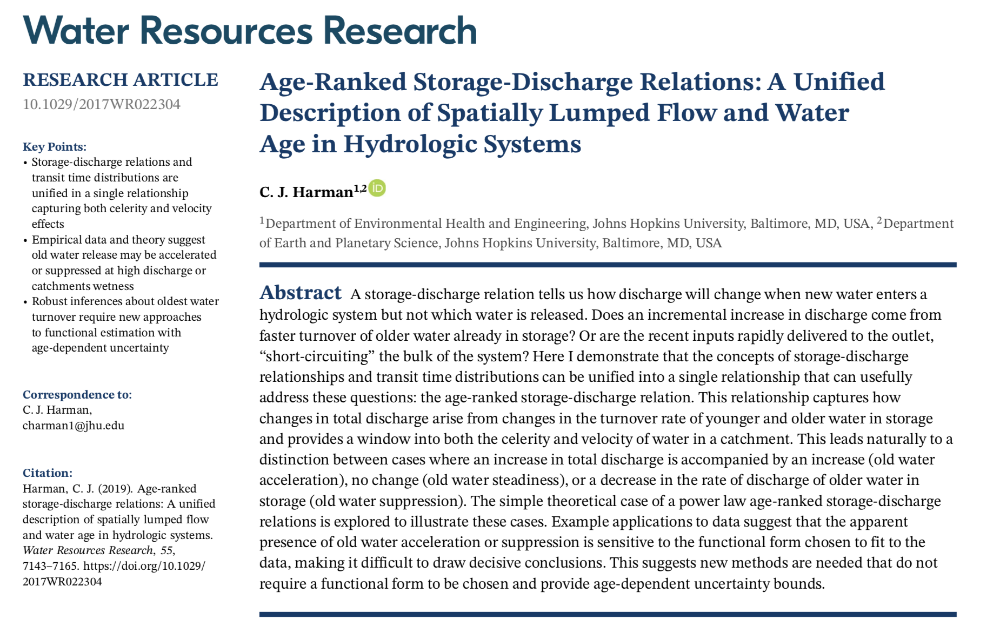 Water Resources Research
RESEARCH ARTICLE
10.1029/2017WR022304
Key Points:
• Storage-discharge relations and
transit time distributions are
unified in a single relationship
capturing both celerity and velocity
effects
• Empirical data and theory suggest
old water release may be accelerated
or suppressed at high discharge or
catchments wetness
• Robust inferences about oldest water
turnover require new approaches
to functional estimation with
age-dependent uncertainty
Correspondence to:
C. J. Harman,
charman1@jhu.edu
Citation:
Harman, C. J. (2019). Age-ranked
storage-discharge relations: A unified
description of spatially lumped flow
and water age in hydrologic systems.
Water Resources Research, 55,
7143–7165. https://doi.org/10.1029/
2017WR022304
Age-Ranked Storage-Discharge Relations: A Unified
Description of Spatially Lumped Flow and Water
Age in Hydrologic Systems
C. J. Harman1,2 iD
1Department of Environmental Health and Engineering, Johns Hopkins University, Baltimore, MD, USA, 2Department
of Earth and Planetary Science, Johns Hopkins University, Baltimore, MD, USA
Abstract A storage-discharge relation tells us how discharge will change when new water enters a
hydrologic system but not which water is released. Does an incremental increase in discharge come from
faster turnover of older water already in storage? Or are the recent inputs rapidly delivered to the outlet,
“short-circuiting” the bulk of the system? Here I demonstrate that the concepts of storage-discharge
relationships and transit time distributions can be unified into a single relationship that can usefully
address these questions: the age-ranked storage-discharge relation. This relationship captures how
changes in total discharge arise from changes in the turnover rate of younger and older water in storage
and provides a window into both the celerity and velocity of water in a catchment. This leads naturally to a
distinction between cases where an increase in total discharge is accompanied by an increase (old water
acceleration), no change (old water steadiness), or a decrease in the rate of discharge of older water in
storage (old water suppression). The simple theoretical case of a power law age-ranked storage-discharge
relations is explored to illustrate these cases. Example applications to data suggest that the apparent
presence of old water acceleration or suppression is sensitive to the functional form chosen to fit to the
data, making it difficult to draw decisive conclusions. This suggests new methods are needed that do not
require a functional form to be chosen and provide age-dependent uncertainty bounds.